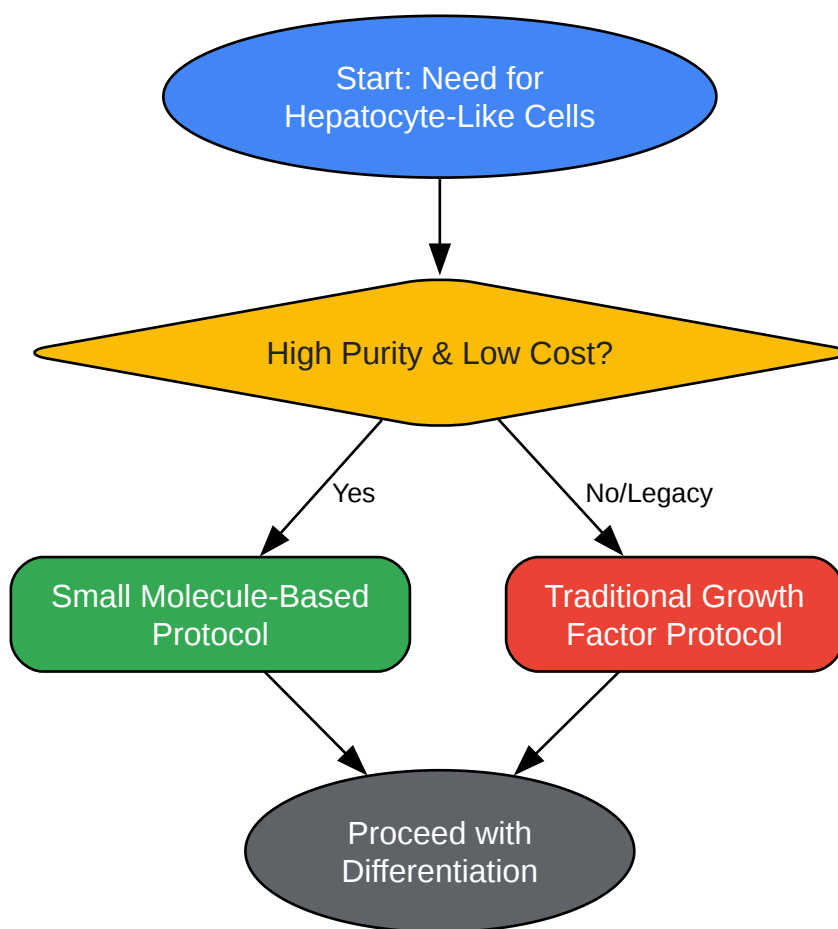 Start: Need for
Hepatocyte-Like Cells
High Purity & Low Cost?
Yes
No/Legacy
Small Molecule-Based
Protocol
Traditional Growth
Factor Protocol
Proceed with
Differentiation